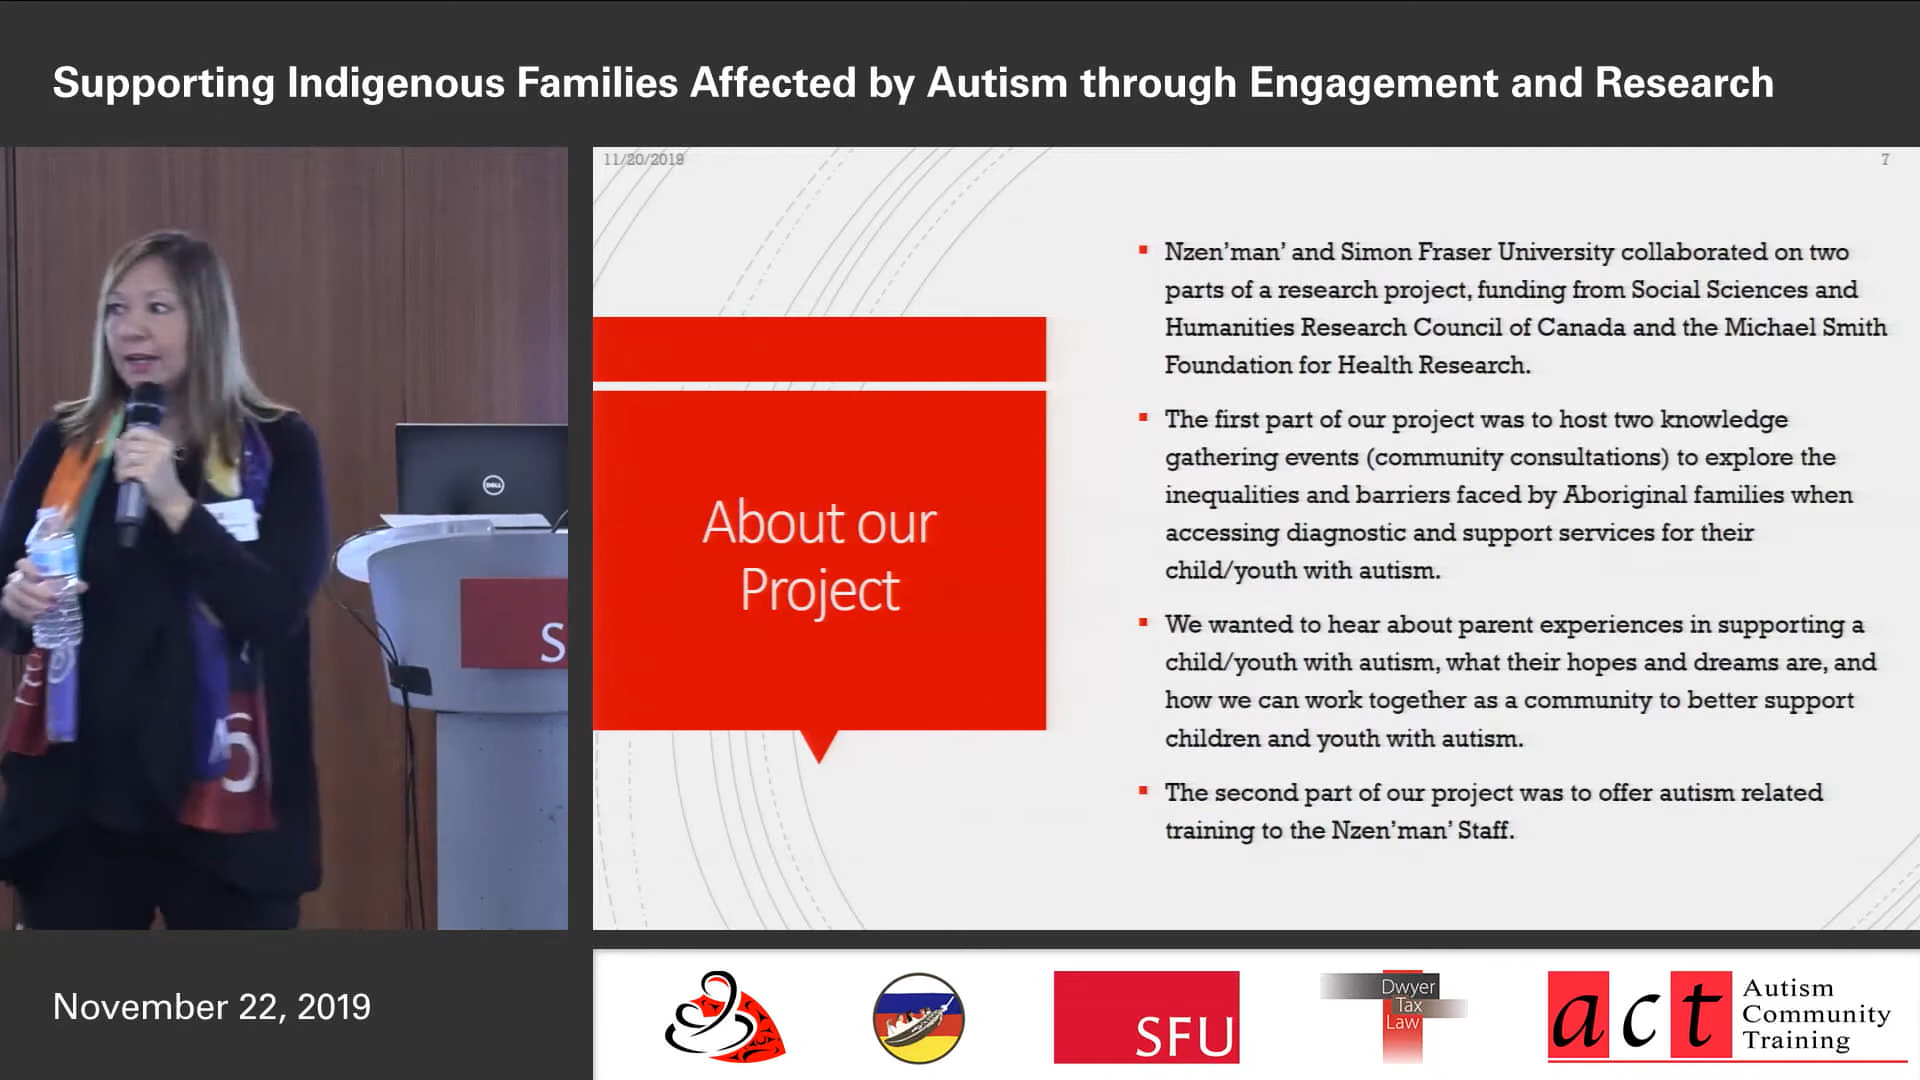 Supporting Indigenous Families Affected by Autism through Engagement and Research
11/20/2019
7
About our
Project
▪ Nzen’man’ and Simon Fraser University collaborated on two
parts of a research project, funding from Social Sciences and
Humanities Research Council of Canada and the Michael Smith
Foundation for Health Research.
▪ The first part of our project was to host two knowledge
gathering events (community consultations) to explore the
inequalities and barriers faced by Aboriginal families when
accessing diagnostic and support services for their
child/youth with autism.
▪ We wanted to hear about parent experiences in supporting a
child/youth with autism, what their hopes and dreams are, and
how we can work together as a community to better support
children and youth with autism.
▪ The second part of our project was to offer autism related
training to the Nzen’man’ Staff.
DELL
S
November 22, 2019
SFU
Dwyer
Tax
Law
act
Autism
Community
Training